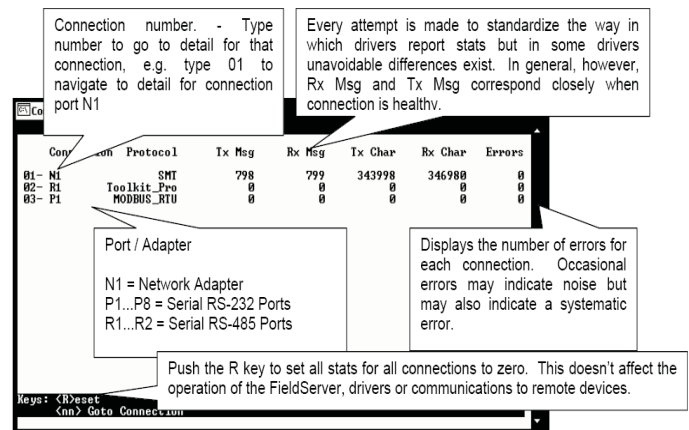 Connection number. - Type
number to go to detail for that
connection, e.g. type 01 to
navigate to detail for connection
port N1
Every attempt is made to standardize the way in
which drivers report stats but in some drivers
unavoidable differences exist. In general, however,
Rx Msg and Tx Msg correspond closely when
connection is healthy.
Co
Conn ion Protocol Tx Msg Rx Msg Tx Char Rx Char Errors
01- N1 SMT 798 799 343998 346980 0
02- R1 Toolkit_Pro 0 0 0 0 0
03- P1 MODBUS_RTU 0 0 0 0 0
Port / Adapter
N1 = Network Adapter
P1...P8 = Serial RS-232 Ports
R1...R2 = Serial RS-485 Ports
Displays the number of errors for
each connection. Occasional
errors may indicate noise but
may also indicate a systematic
error.
Push the R key to set all stats for all connections to zero. This doesn't affect the
operation of the FieldServer, drivers or communications to remote devices.
Keys: <R>eset
<nn> Goto Connection